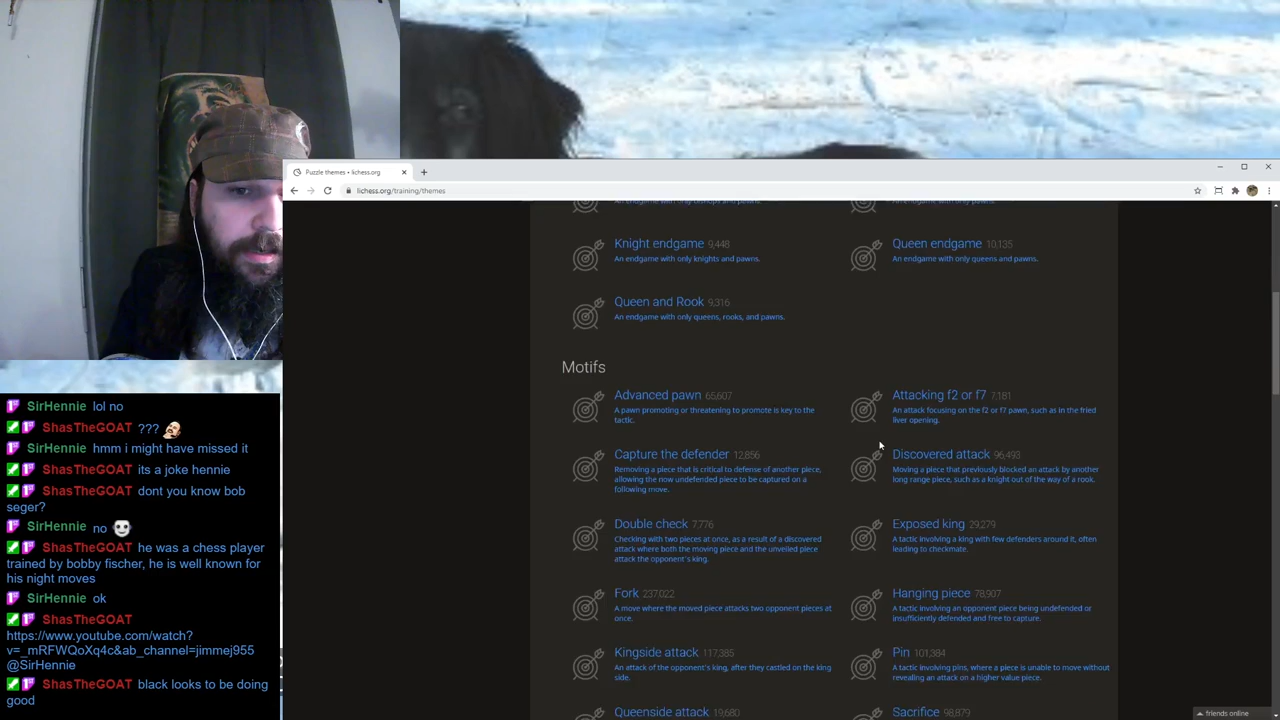 Puzzle themes • lichess.org
lichess.org/training/themes
Knight endgame 9,448
An endgame with only knights and pawns.
Queen endgame 10,135
An endgame with only queens and pawns.
Queen and Rook 9,316
An endgame with only queens, rooks, and pawns.
Motifs
Advanced pawn 65,607
A pawn promoting or threatening to promote is key to the
tactic.
Attacking f2 or f7 7,181
An attack focusing on the f2 or f7 pawn, such as in the fried
liver opening.
Capture the defender 12,856
Removing a piece that is critical to defense of another piece,
allowing the now undefended piece to be captured on a
following move.
Discovered attack 96,493
Moving a piece that previously blocked an attack by another
long range piece, such as a knight out of the way of a rook.
Double check 7,776
Checking with two pieces at once, as a result of a discovered
attack where both the moving piece and the unveiled piece
attack the opponent's king.
Exposed king 29,279
A tactic involving a king with few defenders around it, often
leading to checkmate.
Fork 237,022
A move where the moved piece attacks two opponent pieces at
once.
Hanging piece 78,907
A tactic involving an opponent piece being undefended or
insufficiently defended and free to capture.
Kingside attack 117,385
An attack of the opponent's king, after they castled on the king
side.
Pin 101,384
A tactic involving pins, where a piece is unable to move without
revealing an attack on a higher value piece.
Queenside attack 19,680
Sacrifice 98,879
friends online
SirHennie lol no
ShasTheGOAT ???
SirHennie hmm i might have missed it
ShasTheGOAT its a joke hennie
ShasTheGOAT dont you know bob
seger?
SirHennie no
ShasTheGOAT he was a chess player
trained by bobby fischer, he is well known for
his night moves
SirHennie ok
ShasTheGOAT
https://www.youtube.com/watch?
v=_mRFWQoXq4c&ab_channel=jimmej955
@SirHennie
ShasTheGOAT black looks to be doing
good